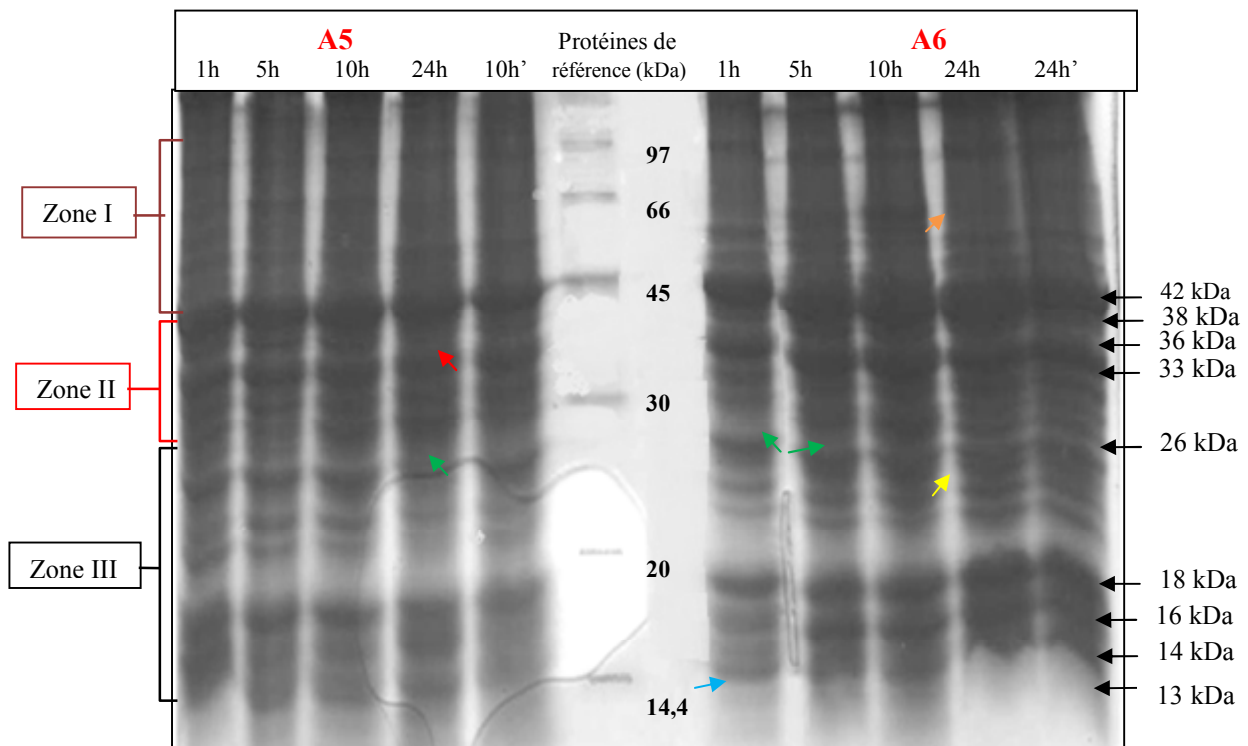 A5
Protéines de
référence (kDa)
A6
1h 5h 10h 24h 10h’
1h 5h 10h 24h 24h’
97
66
45
30
20
14,4
Zone I
Zone II
Zone III
42 kDa
38 kDa
36 kDa
33 kDa
26 kDa
18 kDa
16 kDa
14 kDa
13 kDa